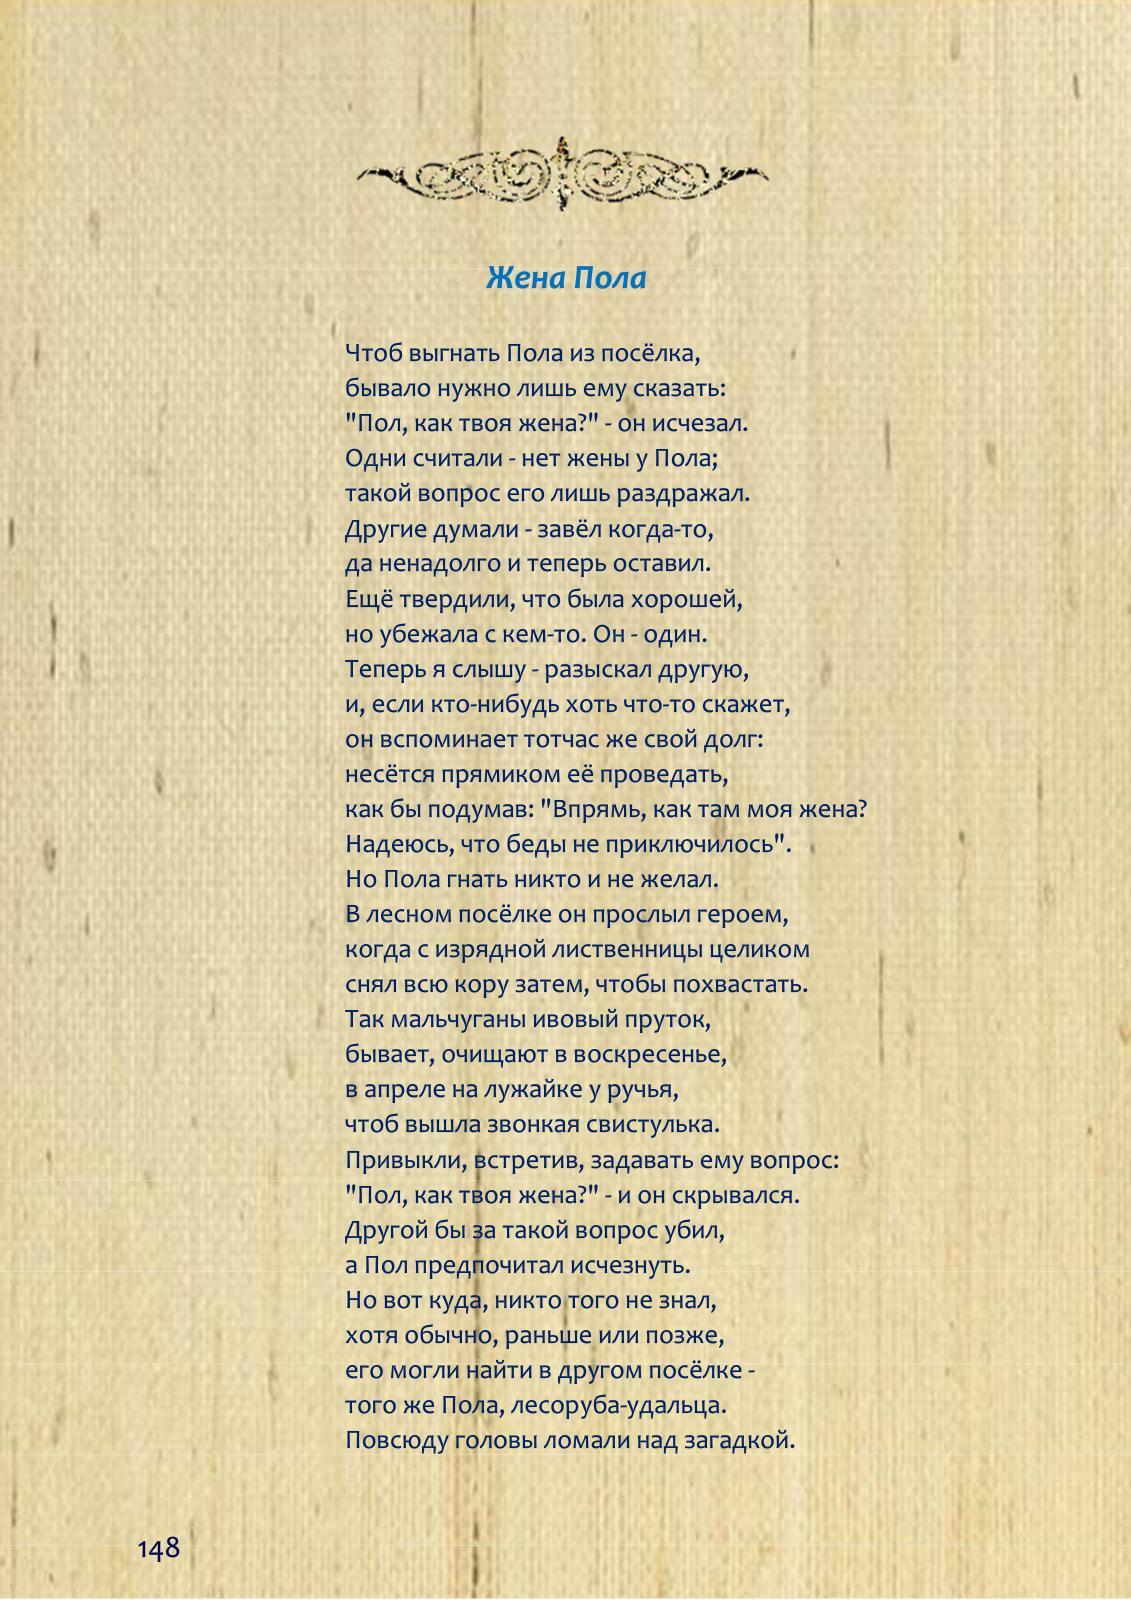 Жена Пола
Чтоб выгнать Пола из посёлка,
бывало нужно лишь ему сказать:
"Пол, как твоя жена?" - он исчезал.
Одни считали - нет жены у Пола;
такой вопрос его лишь раздражал.
Другие думали - завёл когда-то,
да ненадолго и теперь оставил.
Ещё твердили, что была хорошей,
но убежала с кем-то. Он - один.
Теперь я слышу - разыскал другую,
и, если кто-нибудь хоть что-то скажет,
он вспоминает тотчас же свой долг:
несётся прямиком её проведать,
как бы подумав: "Впрямь, как там моя жена?
Надеюсь, что беды не приключилось".
Но Пола гнать никто и не желал.
В лесном посёлке он прослыл героем,
когда с изрядной лиственницы целиком
снял всю кору затем, чтобы похвастать.
Так мальчуганы ивовый пруток,
бывает, очищают в воскресенье,
в апреле на лужайке у ручья,
чтоб вышла звонкая свистулька.
Привыкли, встретив, задавать ему вопрос:
"Пол, как твоя жена?" - и он скрывался.
Другой бы за такой вопрос убил,
а Пол предпочитал исчезнуть.
Но вот куда, никто того не знал,
хотя обычно, раньше или позже,
его могли найти в другом посёлке -
того же Пола, лесоруба-удальца.
Повсюду головы ломали над загадкой.
148